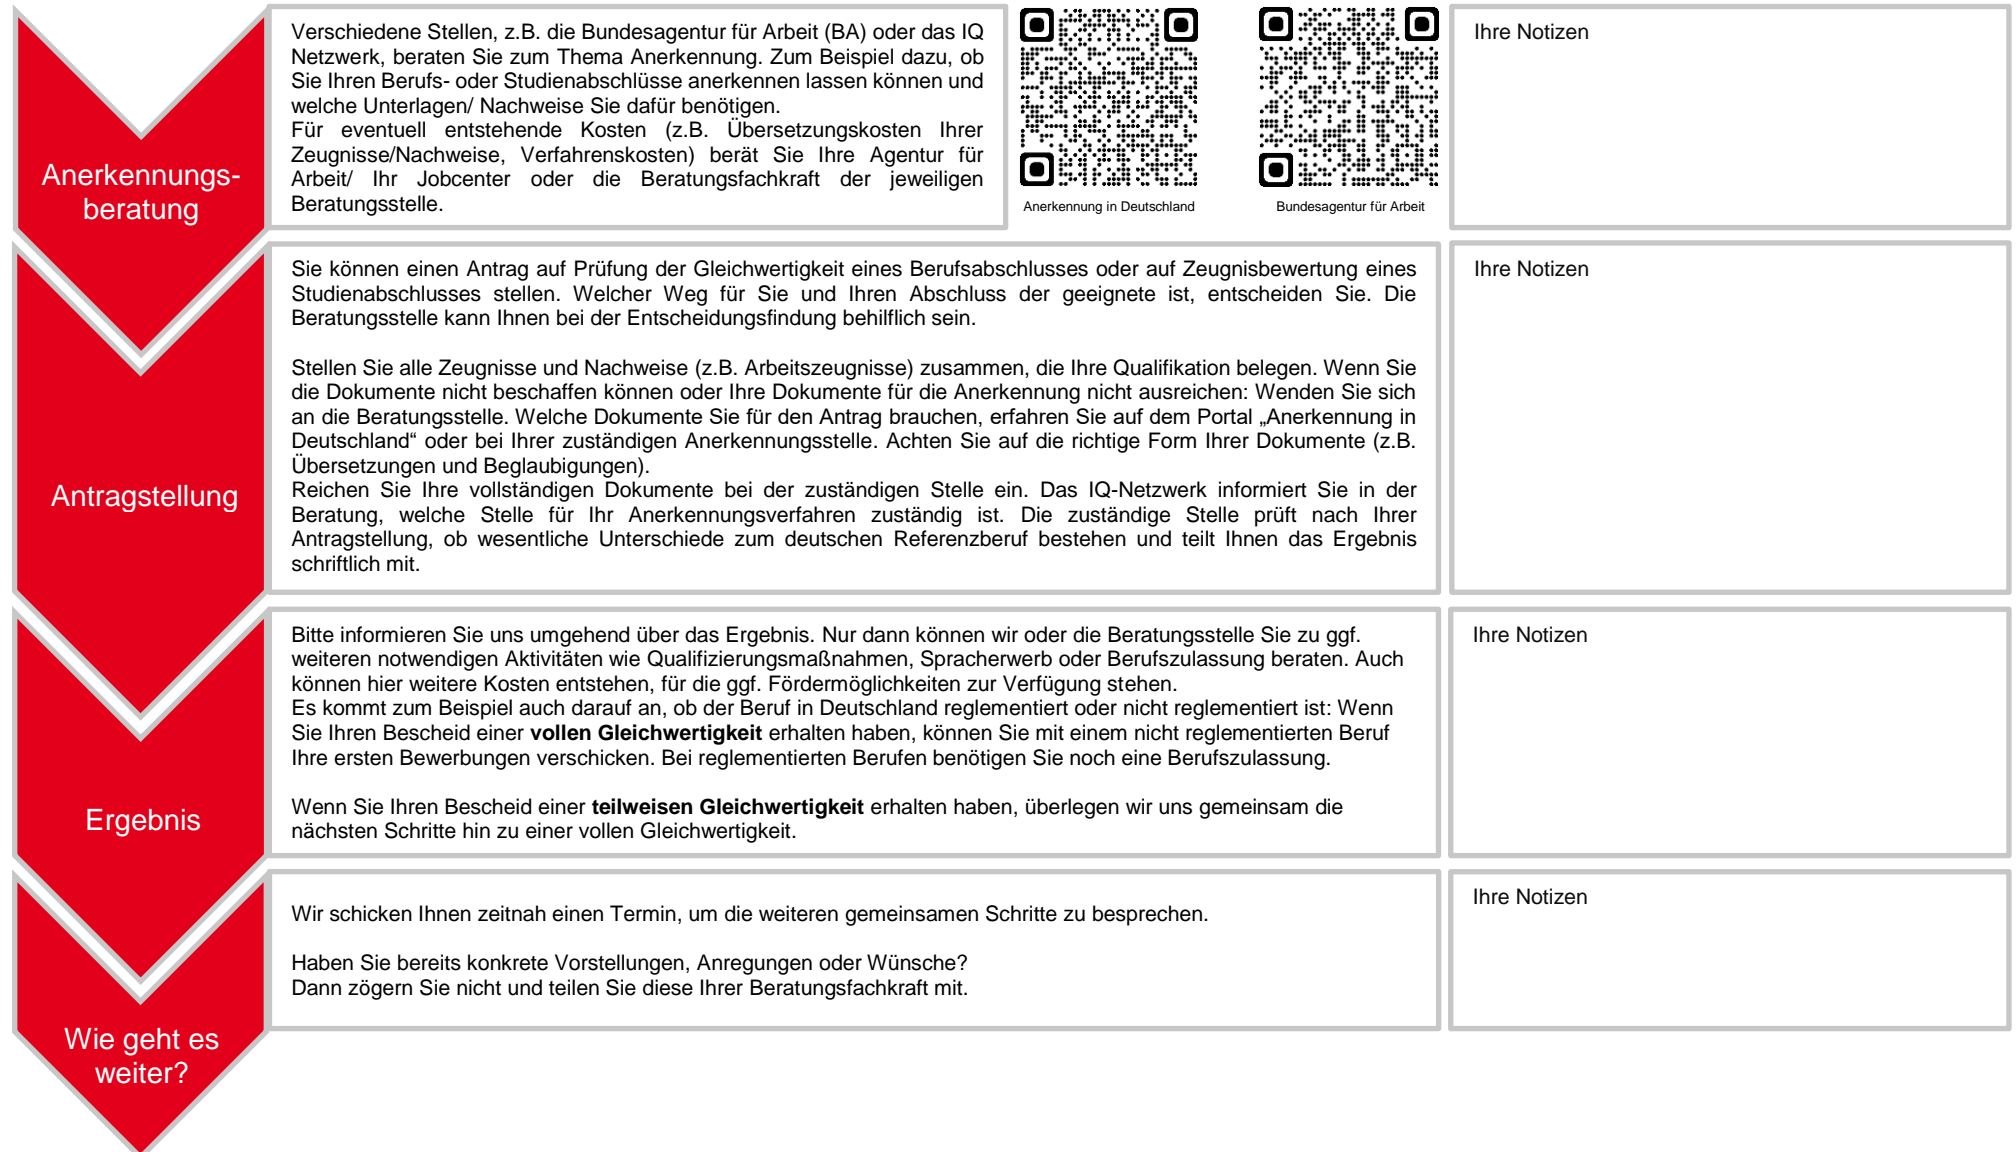 Anerkennungs-
beratung
Verschiedene Stellen, z.B. die Bundesagentur für Arbeit (BA) oder das IQ
Netzwerk, beraten Sie zum Thema Anerkennung. Zum Beispiel dazu, ob
Sie Ihren Berufs- oder Studienabschlüsse anerkennen lassen können und
welche Unterlagen/ Nachweise Sie dafür benötigen.
Für eventuell entstehende Kosten (z.B. Übersetzungskosten Ihrer
Zeugnisse/Nachweise, Verfahrenskosten) berät Sie Ihre Agentur für
Arbeit/ Ihr Jobcenter oder die Beratungsfachkraft der jeweiligen
Beratungsstelle.
Anerkennung in Deutschland
Bundesagentur für Arbeit
Ihre Notizen
Antragstellung
Sie können einen Antrag auf Prüfung der Gleichwertigkeit eines Berufsabschlusses oder auf Zeugnisbewertung eines
Studienabschlusses stellen. Welcher Weg für Sie und Ihren Abschluss der geeignete ist, entscheiden Sie. Die
Beratungsstelle kann Ihnen bei der Entscheidungsfindung behilflich sein.
Stellen Sie alle Zeugnisse und Nachweise (z.B. Arbeitszeugnisse) zusammen, die Ihre Qualifikation belegen. Wenn Sie
die Dokumente nicht beschaffen können oder Ihre Dokumente für die Anerkennung nicht ausreichen: Wenden Sie sich
an die Beratungsstelle. Welche Dokumente Sie für den Antrag brauchen, erfahren Sie auf dem Portal „Anerkennung in
Deutschland“ oder bei Ihrer zuständigen Anerkennungsstelle. Achten Sie auf die richtige Form Ihrer Dokumente (z.B.
Übersetzungen und Beglaubigungen).
Reichen Sie Ihre vollständigen Dokumente bei der zuständigen Stelle ein. Das IQ-Netzwerk informiert Sie in der
Beratung, welche Stelle für Ihr Anerkennungsverfahren zuständig ist. Die zuständige Stelle prüft nach Ihrer
Antragstellung, ob wesentliche Unterschiede zum deutschen Referenzberuf bestehen und teilt Ihnen das Ergebnis
schriftlich mit.
Ihre Notizen
Ergebnis
Bitte informieren Sie uns umgehend über das Ergebnis. Nur dann können wir oder die Beratungsstelle Sie zu ggf.
weiteren notwendigen Aktivitäten wie Qualifizierungsmaßnahmen, Spracherwerb oder Berufszulassung beraten. Auch
können hier weitere Kosten entstehen, für die ggf. Fördermöglichkeiten zur Verfügung stehen.
Es kommt zum Beispiel auch darauf an, ob der Beruf in Deutschland reglementiert oder nicht reglementiert ist: Wenn
Sie Ihren Bescheid einer vollen Gleichwertigkeit erhalten haben, können Sie mit einem nicht reglementierten Beruf
Ihre ersten Bewerbungen verschicken. Bei reglementierten Berufen benötigen Sie noch eine Berufszulassung.
Wenn Sie Ihren Bescheid einer teilweisen Gleichwertigkeit erhalten haben, überlegen wir uns gemeinsam die
nächsten Schritte hin zu einer vollen Gleichwertigkeit.
Ihre Notizen
Wie geht es
weiter?
Wir schicken Ihnen zeitnah einen Termin, um die weiteren gemeinsamen Schritte zu besprechen.
Haben Sie bereits konkrete Vorstellungen, Anregungen oder Wünsche?
Dann zögern Sie nicht und teilen Sie diese Ihrer Beratungsfachkraft mit.
Ihre Notizen